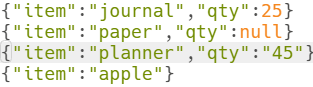 {"item":"journal","qty":25}
{"item":"paper","qty":null}
{"item":"planner","qty":"45"}
{"item":"apple"}